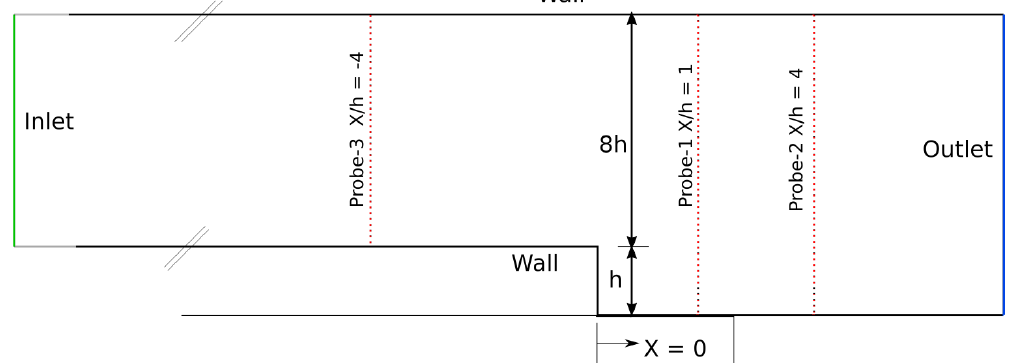 Wall
Inlet
Probe-3 X/h = -4
8h
Probe-1 X/h = 1
Probe-2 X/h = 4
Outlet
Wall
h
X = 0